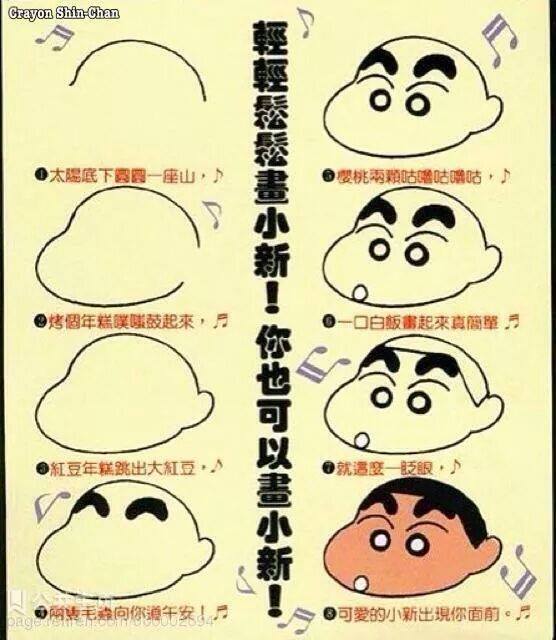 Crayon Shin-Chan
輕輕鬆鬆畫小新!你也可以畫小新!
❶太陽底下圓圓一座山,♪
❷烤個年糕噗嗤鼓起來,♬
❸紅豆年糕跳出大紅豆,♪
❹兩隻毛蟲向你道午安!♬
❺櫻桃兩顆咕嚕咕嚕咕,♪
❻一口白飯畫起來真簡單♬
❼就這麼一眨眼,♪
❽可愛的小新出現你面前。♬